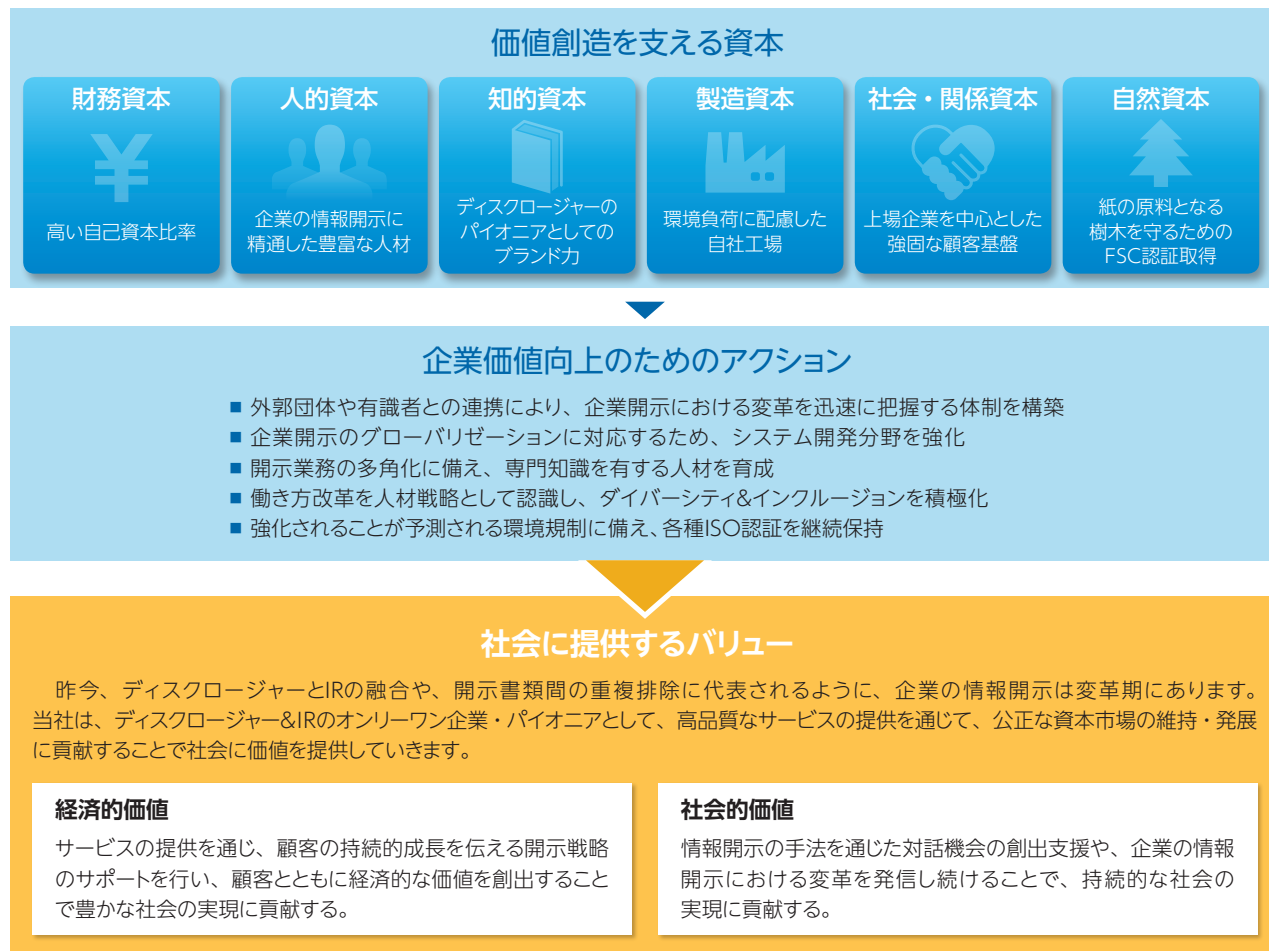 価値創造を支える資本
財務資本
高い自己資本比率
人的資本
企業の情報開示に
精通した豊富な人材
知的資本
ディスクロージャーの
パイオニアとしての
ブランド力
製造資本
環境負荷に配慮した
自社工場
社会・関係資本
上場企業を中心とした
強固な顧客基盤
自然資本
紙の原料となる
樹木を守るための
FSC認証取得
企業価値向上のためのアクション
■ 外郭団体や有識者との連携により、企業開示における変革を迅速に把握する体制を構築
■ 企業開示のグローバリゼーションに対応するため、システム開発分野を強化
■ 開示業務の多角化に備え、専門知識を有する人材を育成
■ 働き方改革を人材戦略として認識し、ダイバーシティ&インクルージョンを積極化
■ 強化されることが予測される環境規制に備え、各種ISO認証を継続保持
社会に提供するバリュー
昨今、ディスクロージャーとIRの融合や、開示書類間の重複排除に代表されるように、企業の情報開示は変革期にあります。
当社は、ディスクロージャー&IRのオンリーワン企業・パイオニアとして、高品質なサービスの提供を通じて、公正な資本市場の維持・発展
に貢献することで社会に価値を提供していきます。
経済的価値
サービスの提供を通じ、顧客の持続的成長を伝える開示戦略
のサポートを行い、顧客とともに経済的な価値を創出すること
で豊かな社会の実現に貢献する。
社会的価値
情報開示の手法を通じた対話機会の創出支援や、企業の情報
開示における変革を発信し続けることで、持続的な社会の
実現に貢献する。